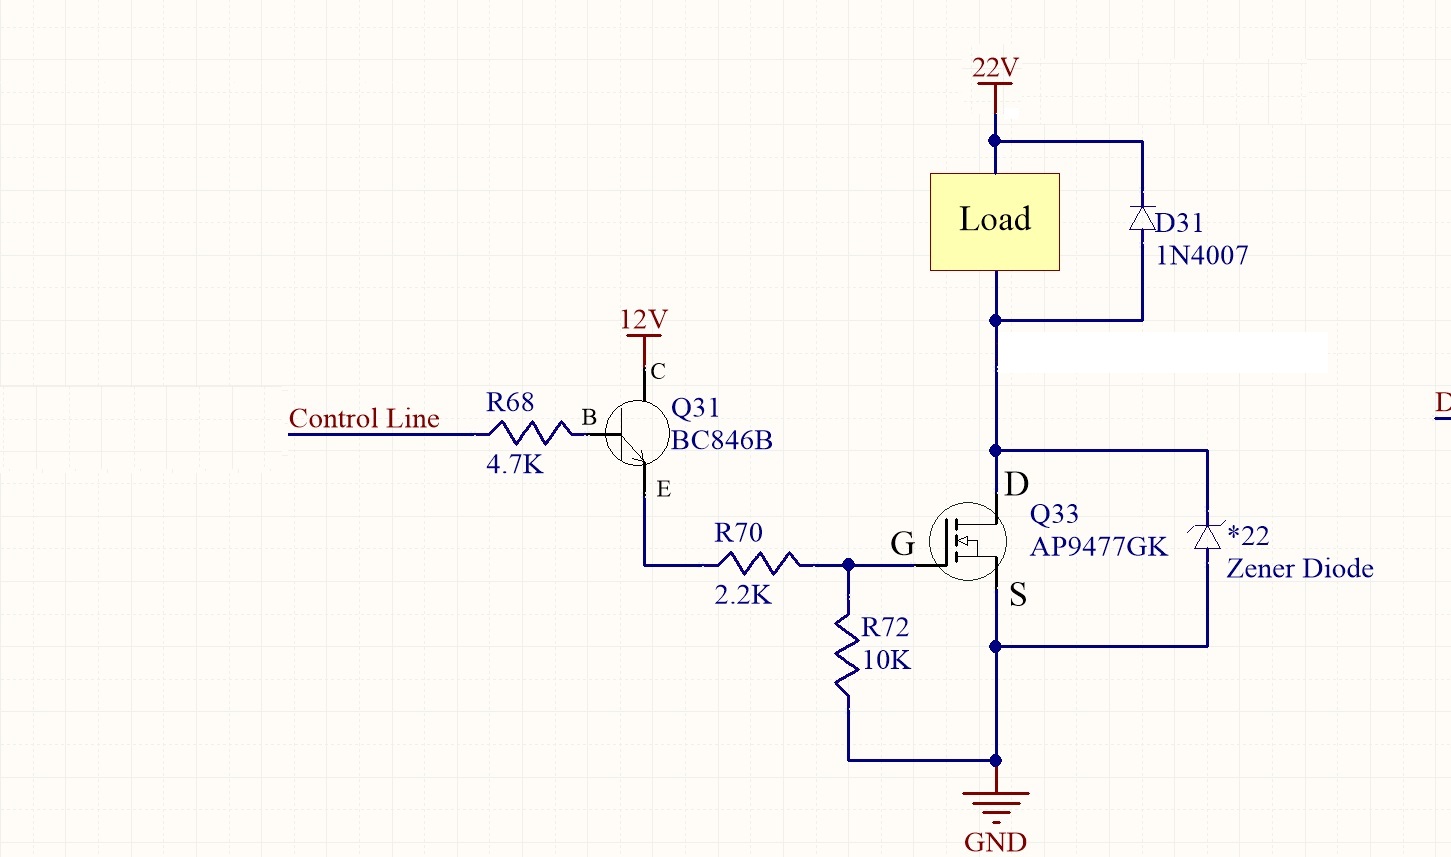 22V
Load
D31
1N4007
12V
C
Control Line
R68
4.7K
B
Q31
BC846B
E
D
R70
2.2K
G
D
Q33
AP9477GK
S
*22
Zener Diode
R72
10K
GND